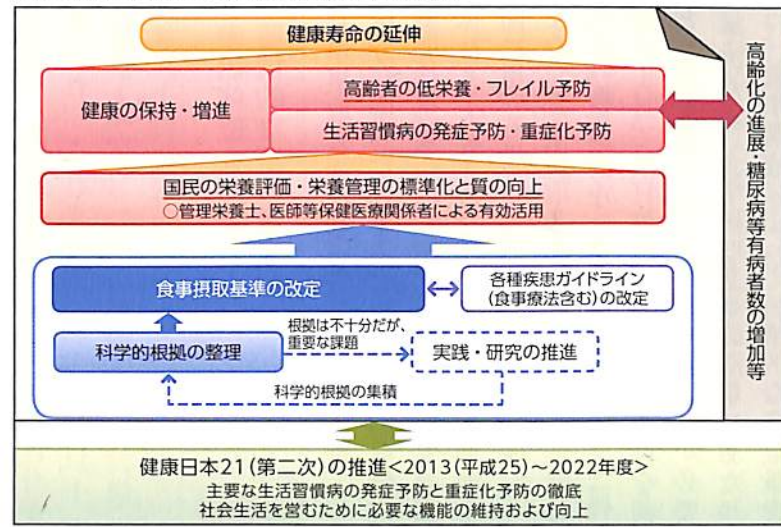 健康寿命の延伸
健康の保持・増進
高齢者の低栄養・フレイル予防
生活習慣病の発症予防・重症化予防
国民の栄養評価・栄養管理の標準化と質の向上
○管理栄養士、医師等保健医療関係者による有効活用
食事摂取基準の改定
各種疾患ガイドライン
(食事療法含む)の改定
科学的根拠の整理
根拠は不十分だが、
重要な課題
実践・研究の推進
科学的根拠の集積
高齢化の進展・糖尿病等有病者数の増加等
健康日本21(第二次)の推進<2013(平成25)~2022年度>
主要な生活習慣病の発症予防と重症化予防の徹底
社会生活を営むために必要な機能の維持および向上